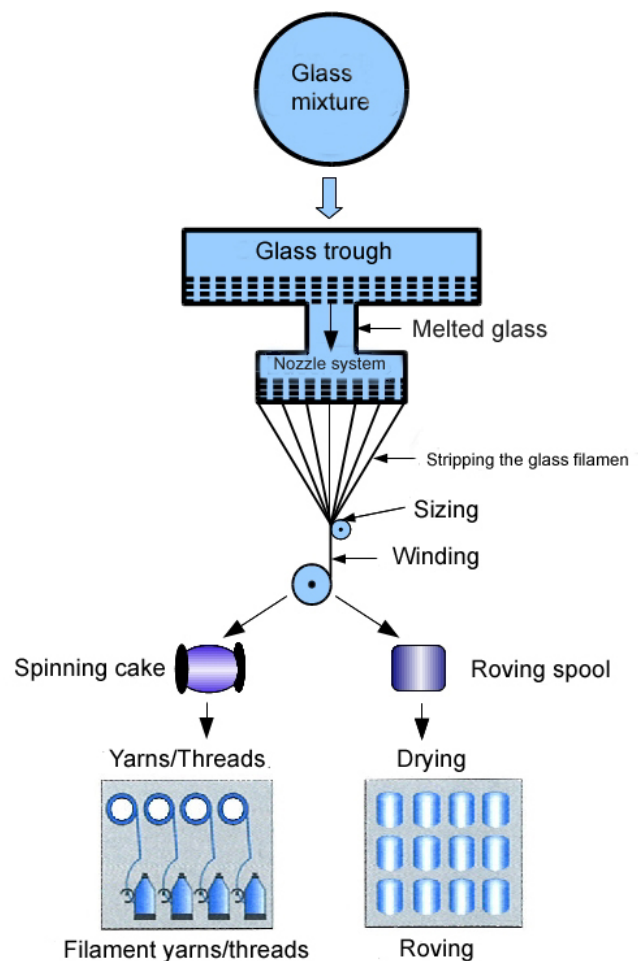 Glass
mixture
Glass trough
Melted glass
Nozzle system
Stripping the glass filamen
Sizing
Winding
Spinning cake
Roving spool
Yarns/Threads
Drying
Filament yarns/threads
Roving